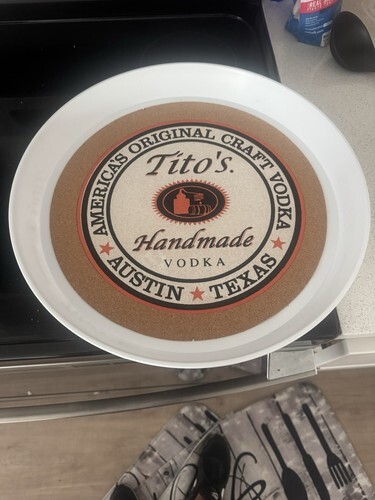 AMERICA'S ORIGINAL CRAFT VODKA
Tito's.
Handmade
VODKA
AUSTIN ★ TEXAS